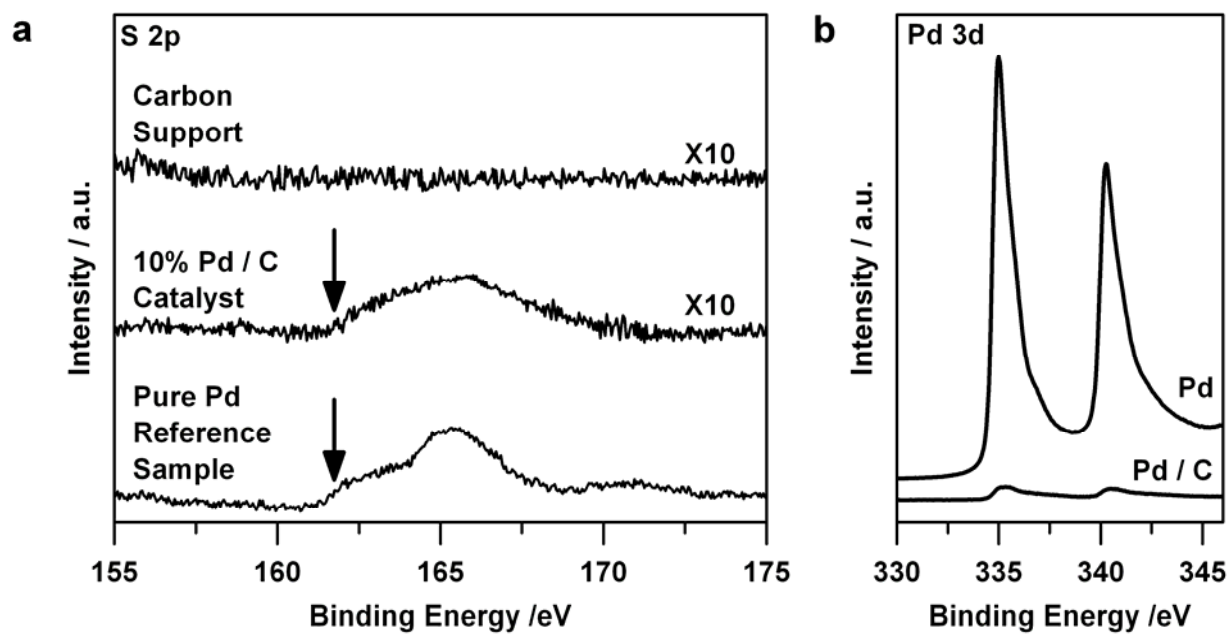 a
S 2p
Carbon
Support
X10
10% Pd / C
Catalyst
X10
Pure Pd
Reference
Sample
Intensity / a.u.
155 160 165 170 175
Binding Energy /eV
b
Pd 3d
Pd
Pd / C
Intensity / a.u.
330 335 340 345
Binding Energy /eV